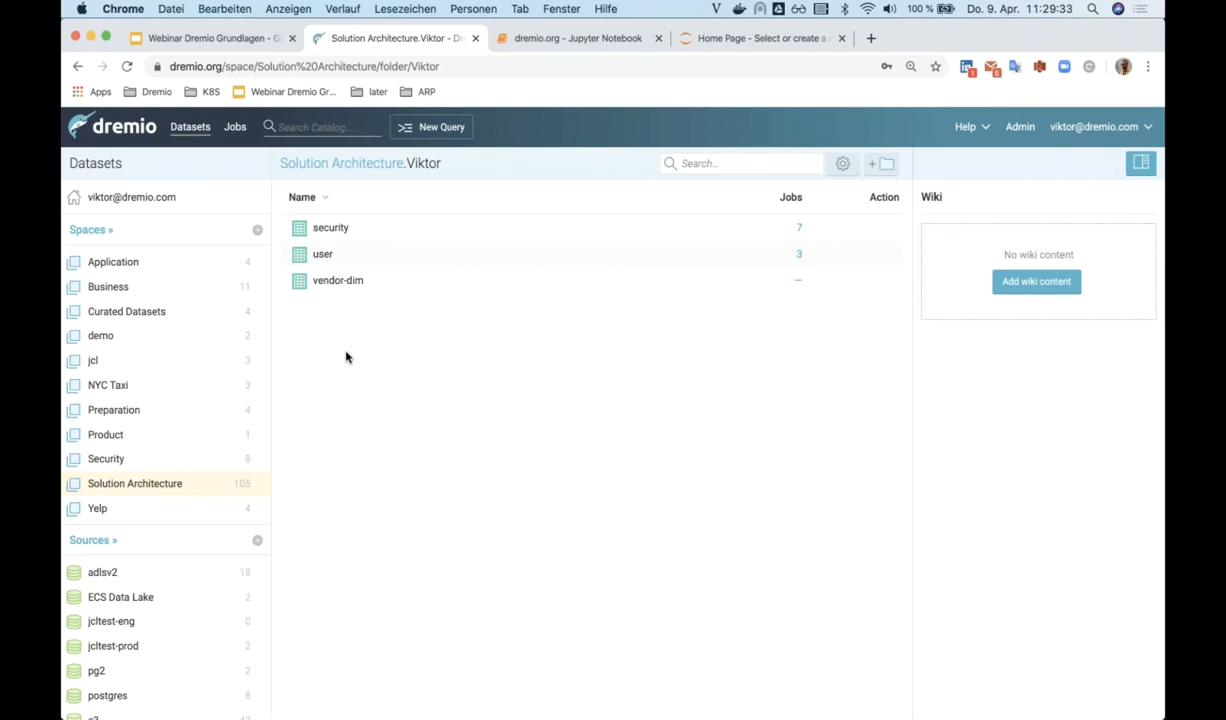 Chrome Datei Bearbeiten Anzeigen Verlauf Lesezeichen Personen Tab Fenster Hilfe V 100 % Do. 9. Apr. 11:29:33
Webinar Dremio Grundlagen - G Solution Architecture.Viktor - Dr dremio.org - Jupyter Notebook Home Page - Select or create a
dremio.org/space/Solution%20Architecture/folder/Viktor 1 5
Apps Dremio K8S Webinar Dremio Gr... later ARP
dremio Datasets Jobs Search Catalog... New Query Help Admin viktor@dremio.com
Datasets Solution Architecture.Viktor Search... +
viktor@dremio.com Name Jobs Action Wiki
Spaces » security 7
user 3 No wiki content
Application 4
vendor-dim — Add wiki content
Business 11
Curated Datasets 4
demo 2
jcl 3
NYC Taxi 3
Preparation 4
Product 1
Security 8
Solution Architecture 105
Yelp 4
Sources »
adlsv2 18
ECS Data Lake 2
jcltest-eng 0
jcltest-prod 2
pg2 2
postgres 8